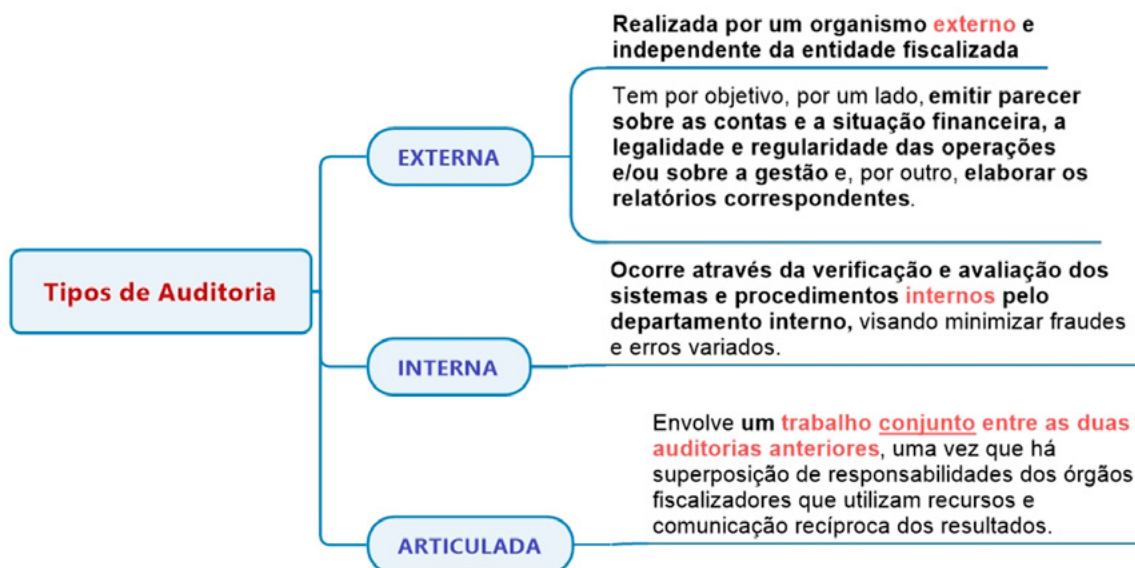 Tipos de Auditoria
EXTERNA
Realizada por um organismo externo e
independente da entidade fiscalizada
Tem por objetivo, por um lado, emitir parecer
sobre as contas e a situação financeira, a
legalidade e regularidade das operações
e/ou sobre a gestão e, por outro, elaborar os
relatórios correspondentes.
INTERNA
Ocorre através da verificação e avaliação dos
sistemas e procedimentos internos pelo
departamento interno, visando minimizar fraudes
e erros variados.
ARTICULADA
Envolve um trabalho conjunto entre as duas
auditorias anteriores, uma vez que há
superposição de responsabilidades dos órgãos
fiscalizadores que utilizam recursos e
comunicação recíproca dos resultados.